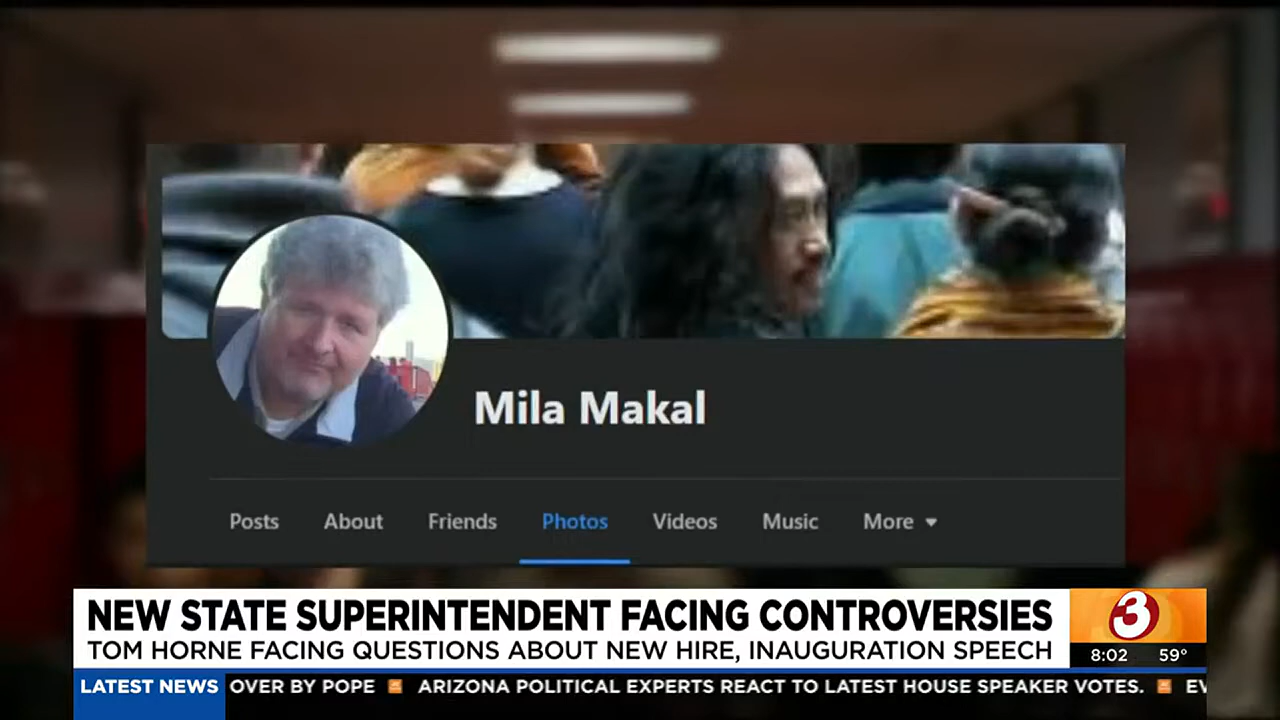 Mila Makal
Posts About Friends Photos Videos Music More
NEW STATE SUPERINTENDENT FACING CONTROVERSIES
TOM HORNE FACING QUESTIONS ABOUT NEW HIRE, INAUGURATION SPEECH
3
8:02 59°
LATEST NEWS OVER BY POPE ARIZONA POLITICAL EXPERTS REACT TO LATEST HOUSE SPEAKER VOTES. EV